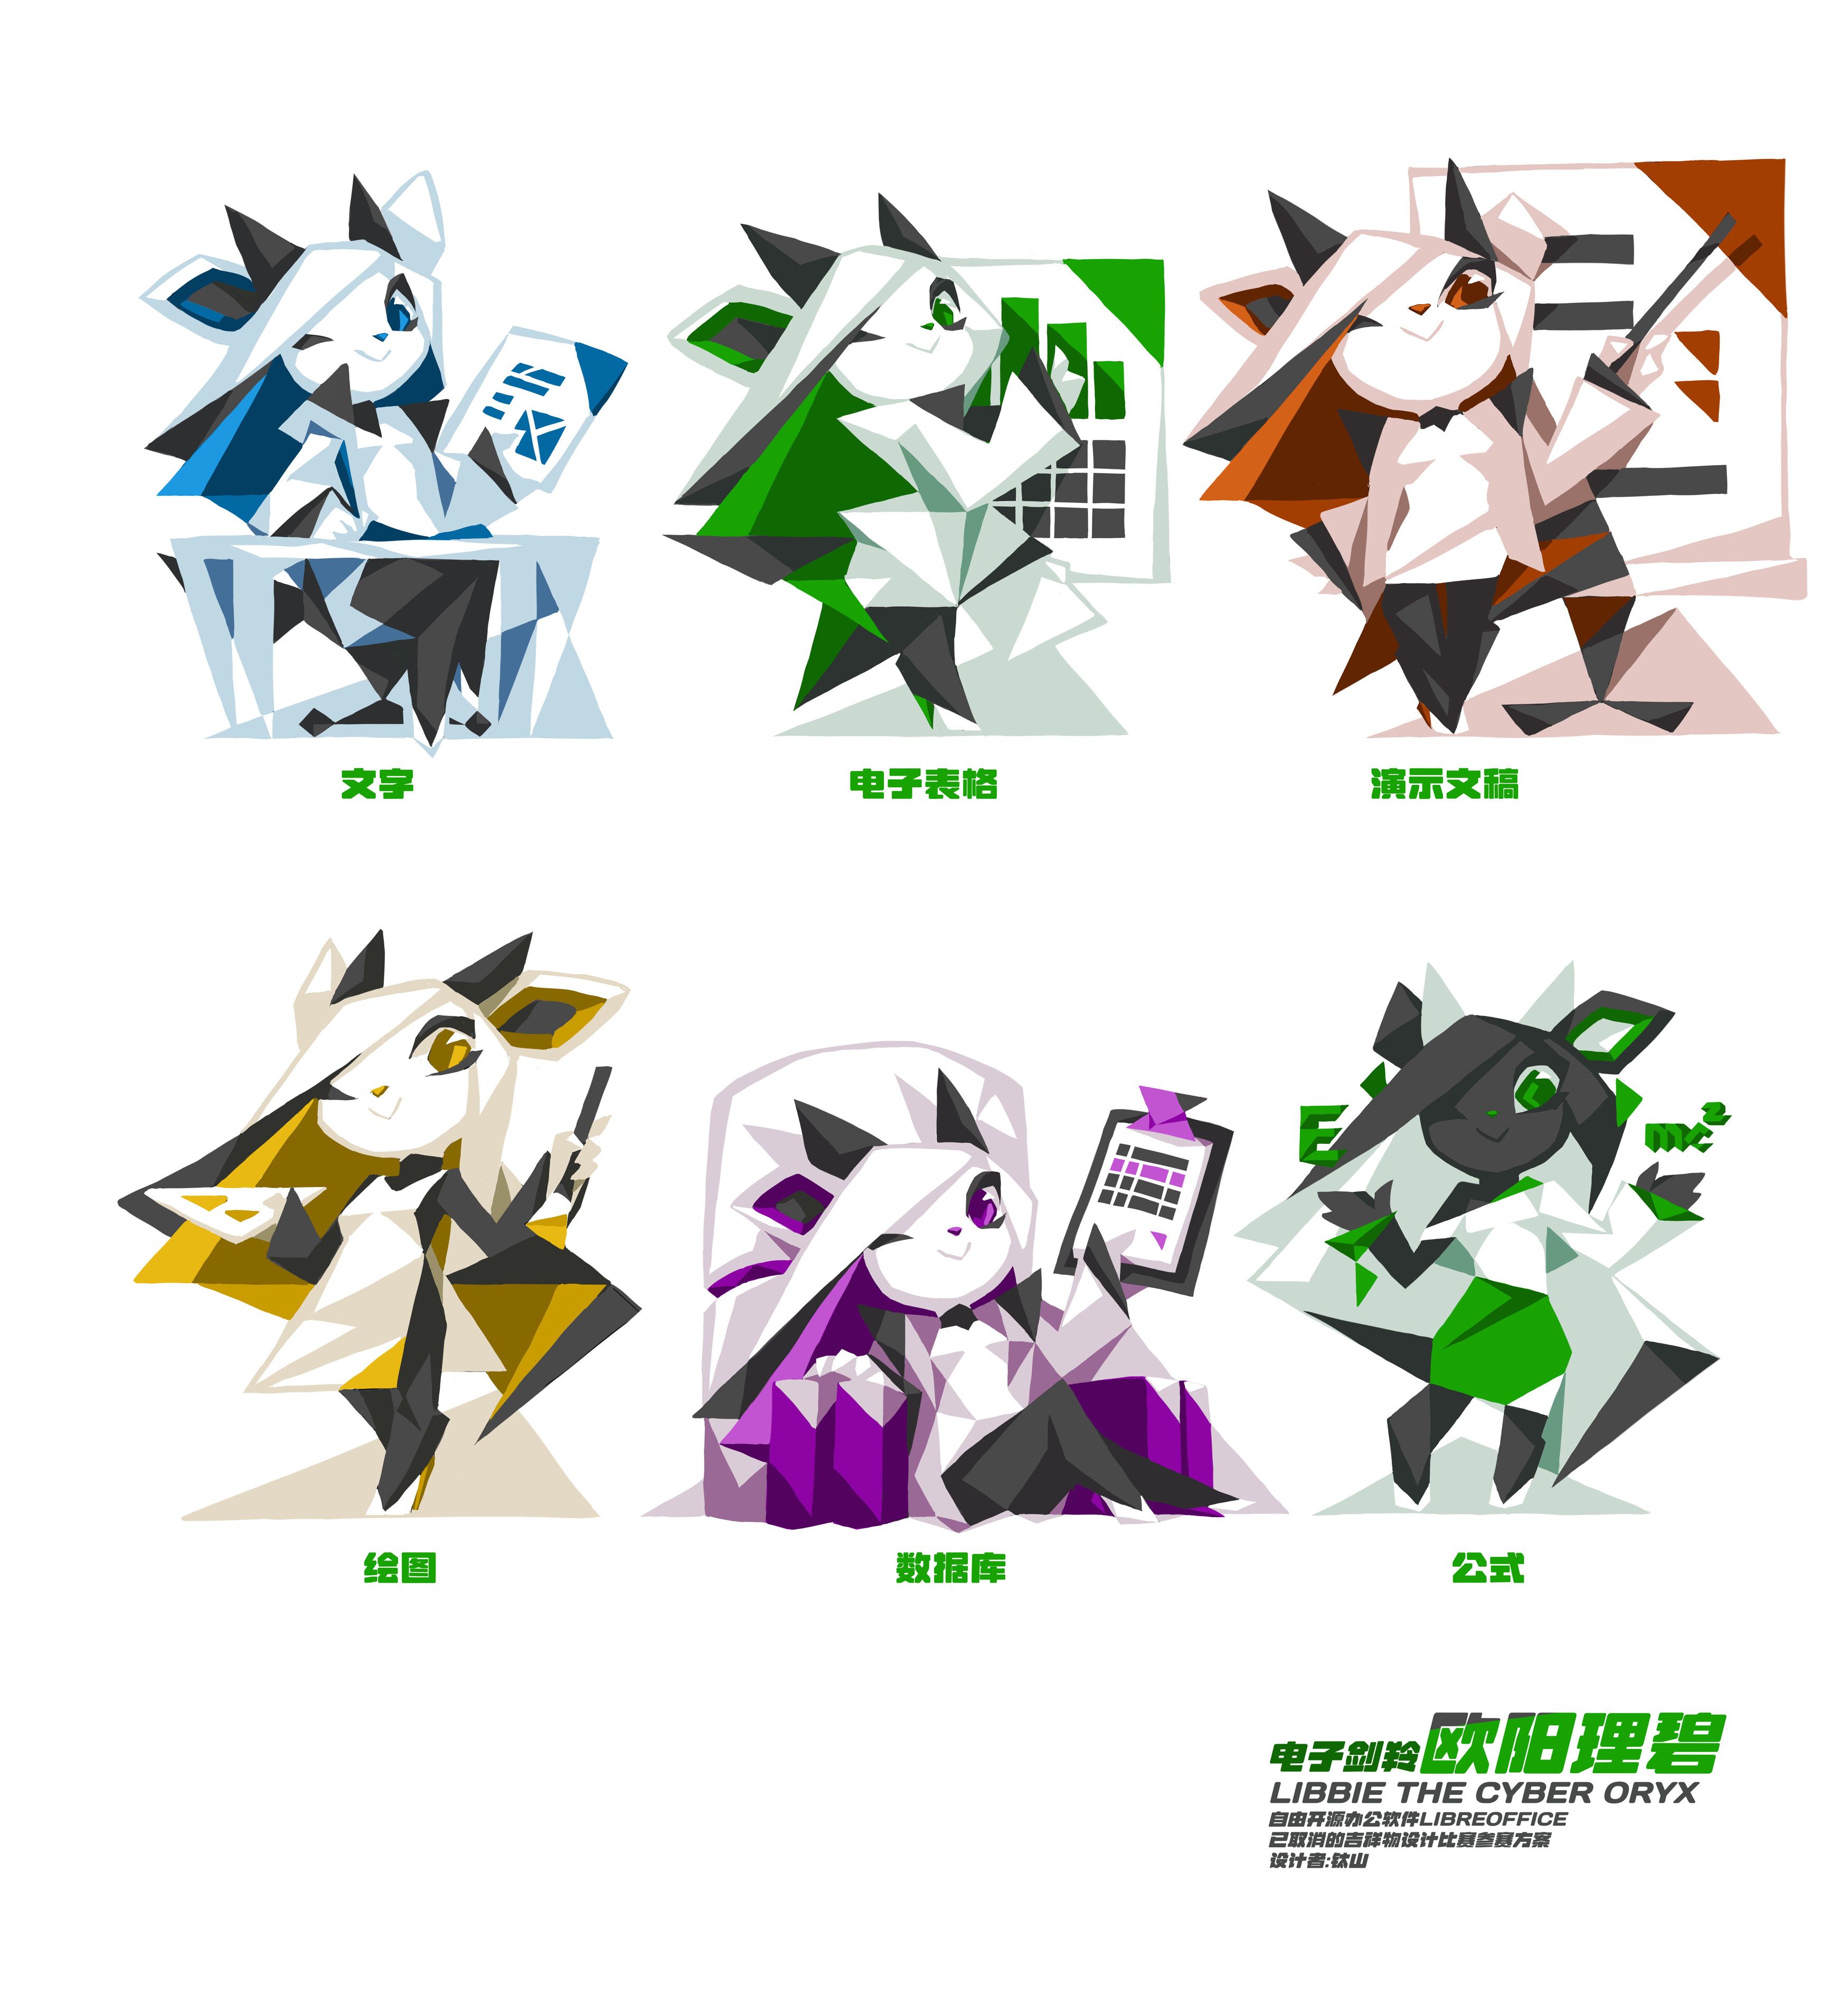 文字
电子表格
演示文稿
绘图
数据库
E mc²
公式
电子剑羚欧阳理碧
LIBBIE THE CYBER ORYX
自由开源办公软件LIBREOFFICE
已取消的吉祥物设计比赛参赛方案
设计者:钛山